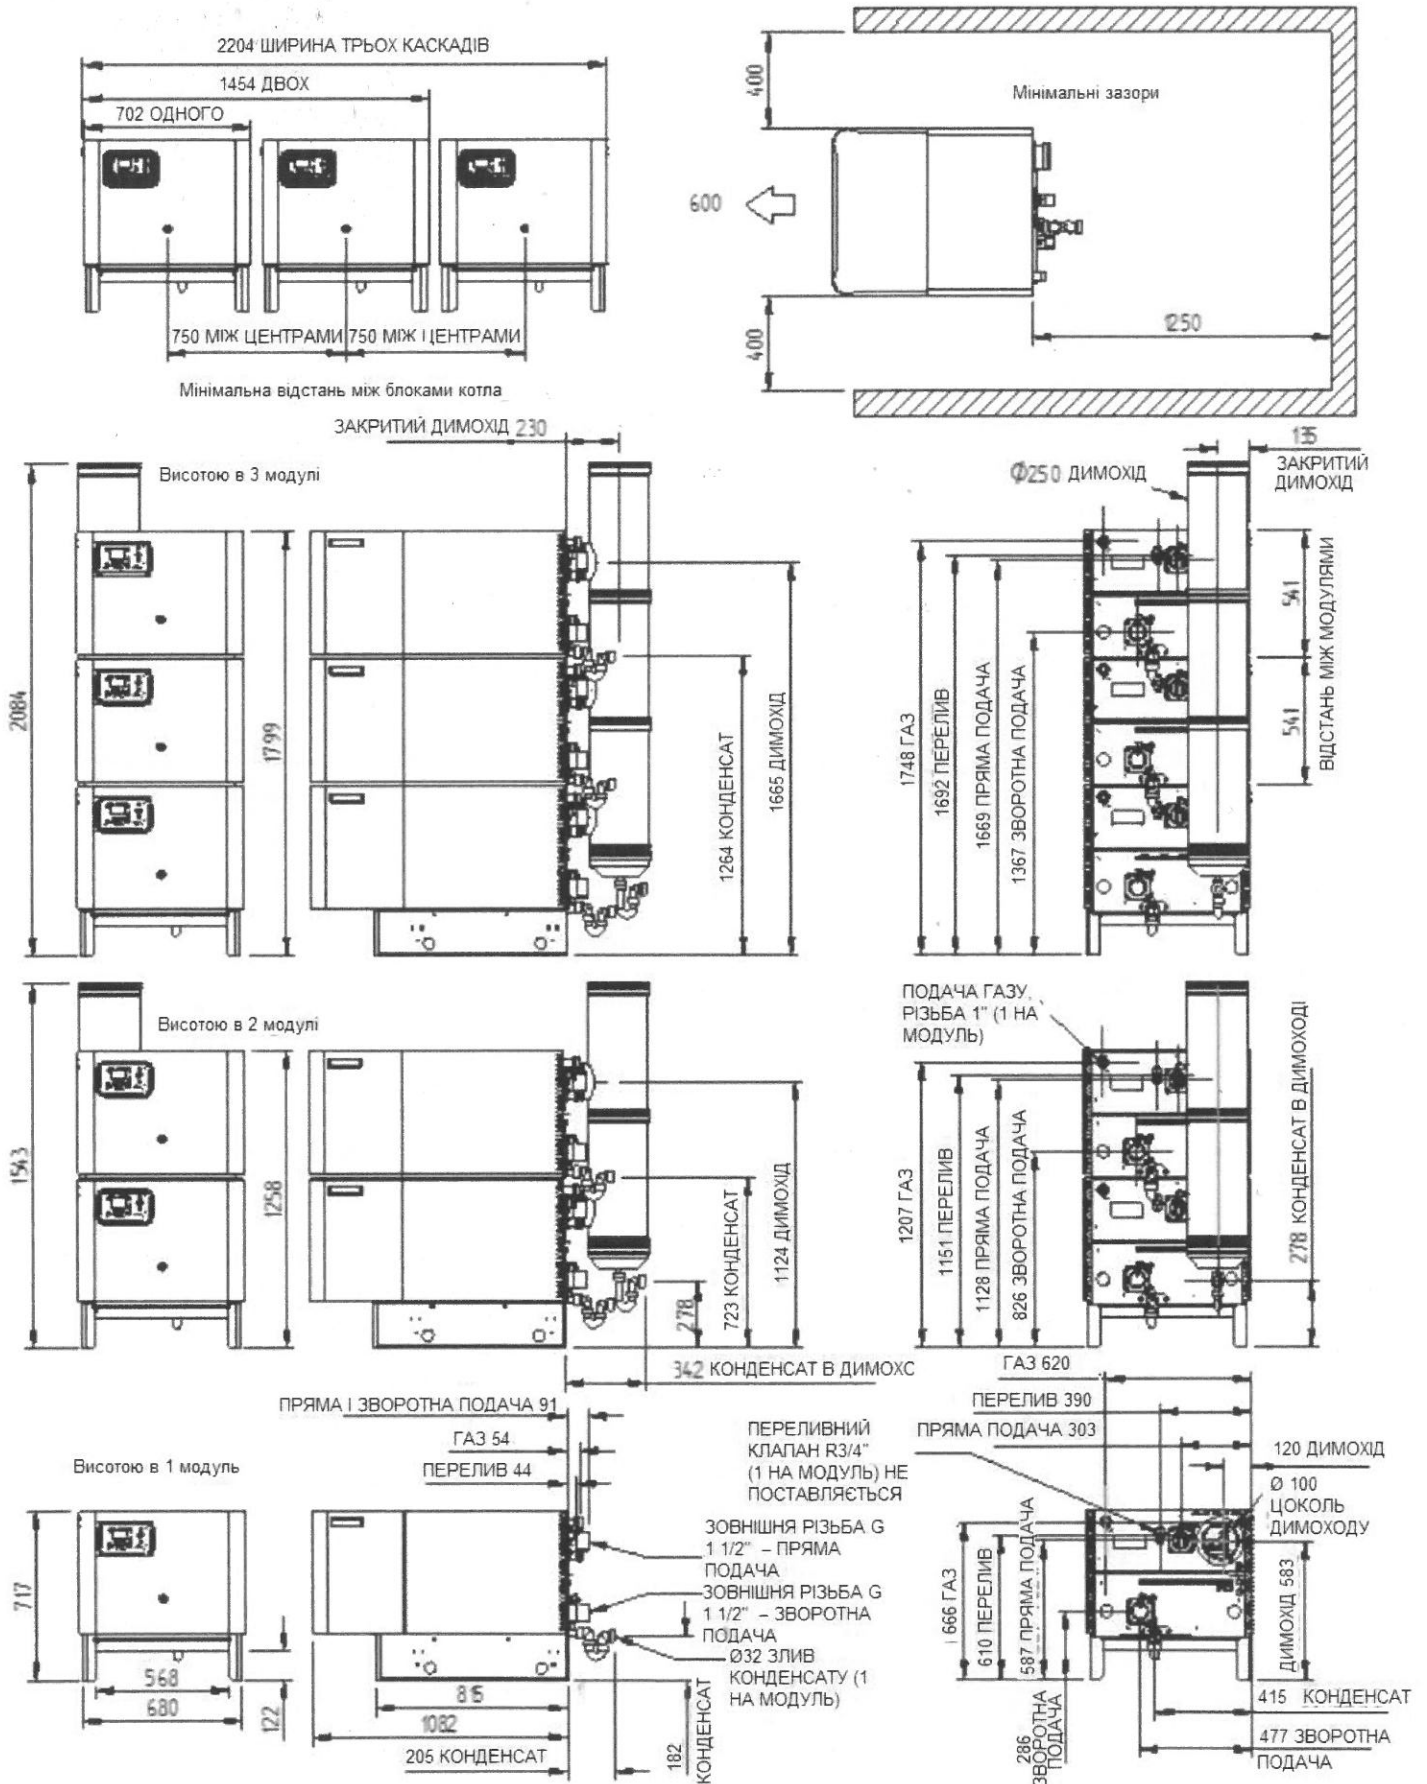 2204 ШИРИНА ТРЬОХ КАСКАДІВ
1454 ДВОХ
702 ОДНОГО
750 МІЖ ЦЕНТРАМИ
750 МІЖ ЦЕНТРАМИ
Мінімальна відстань між блоками котла
400
Мінімальні зазори
600
1250
400
ЗАКРИТИЙ ДИМОХІД 230
Висотою в 3 модулі
2084
1799
1264 КОНДЕНСАТ
1665 ДИМОХІД
Ø250 ДИМОХІД
135
ЗАКРИТИЙ
ДИМОХІД
1748 ГАЗ
1692 ПЕРЕЛИВ
1669 ПРЯМА ПОДАЧА
1367 ЗВОРОТНА ПОДАЧА
541
541
ВІДСТАНЬ МІЖ МОДУЛЯМИ
Висотою в 2 модулі
1543
1258
278
723 КОНДЕНСАТ
1124 ДИМОХІД
342 КОНДЕНСАТ В ДИМОХС
ПОДАЧА ГАЗУ,
РІЗЬБА 1" (1 НА
МОДУЛЬ)
1207 ГАЗ
1151 ПЕРЕЛИВ
1128 ПРЯМА ПОДАЧА
826 ЗВОРОТНА ПОДАЧА
278 КОНДЕНСАТ В ДИМОХОДІ
Висотою в 1 модуль
717
568
680
122
ПРЯМА І ЗВОРОТНА ПОДАЧА 91
ГАЗ 54
ПЕРЕЛИВ 44
815
1082
205 КОНДЕНСАТ
182
КОНДЕНСАТ
ПЕРЕЛИВНИЙ
КЛАПАН R3/4"
(1 НА МОДУЛЬ) НЕ
ПОСТАВЛЯЄТЬСЯ
ЗОВНІШНЯ РІЗЬБА G
1 1/2" – ПРЯМА
ПОДАЧА
ЗОВНІШНЯ РІЗЬБА G
1 1/2" – ЗВОРОТНА
ПОДАЧА
Ø32 ЗЛИВ
КОНДЕНСАТУ (1
НА МОДУЛЬ)
ГАЗ 620
ПЕРЕЛИВ 390
ПРЯМА ПОДАЧА 303
120 ДИМОХІД
Ø 100
ЦОКОЛЬ
ДИМОХОДУ
666 ГАЗ
610 ПЕРЕЛИВ
587 ПРЯМА ПОДАЧА
286
ЗВОРОТНА
ПОДАЧА
ДИМОХІД 583
415 КОНДЕНСАТ
477 ЗВОРОТНА
ПОДАЧА